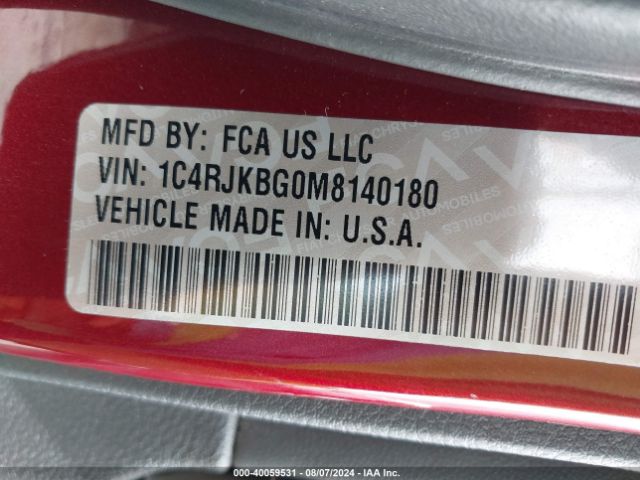 MFD BY: FCA US LLC
VIN: 1C4RJKBG0M8140180
VEHICLE MADE IN: U.S.A.
000-40059531 - 08/07/2024 - IAA Inc.